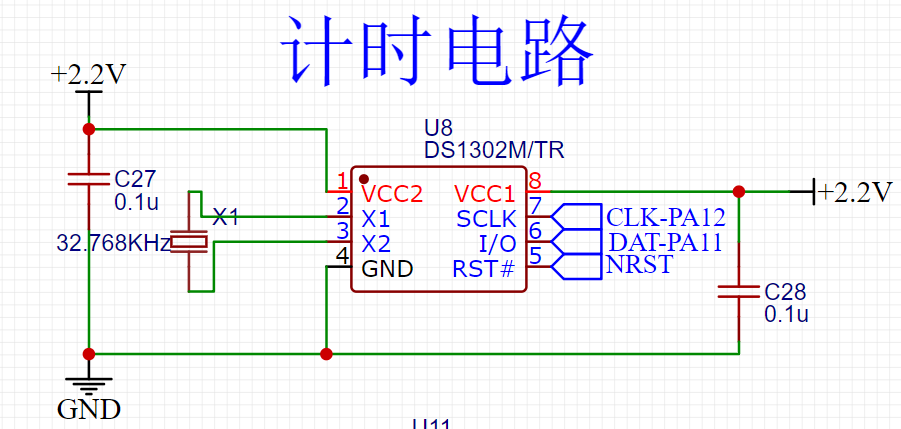 计时电路
+2.2V
U8
DS1302M/TR
C27
0.1u
1
VCC2
VCC1
8
+2.2V
2
X1
SCLK
7
CLK-PA12
X1
32.768KHz
3
X2
I/O
6
DAT-PA11
4
GND
RST#
5
NRST
C28
0.1u
GND
U11